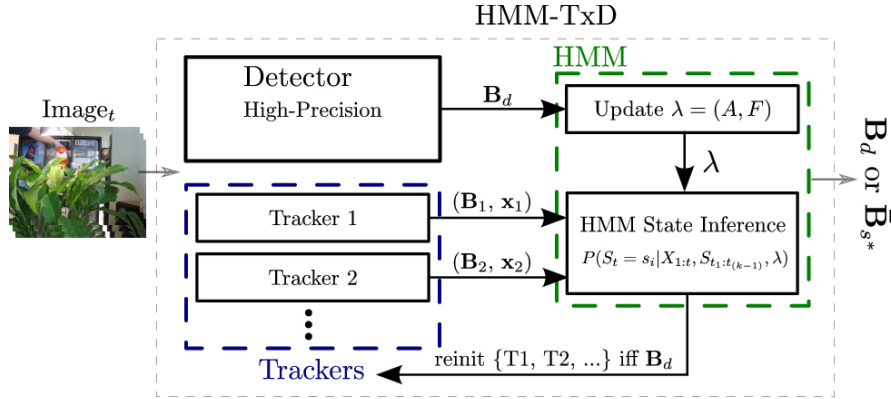 HMM-TxD
Image_t
Detector
High-Precision
B_d
HMM
Update λ = (A, F)
λ
Tracker 1
(B_1, x_1)
HMM State Inference
P(S_t = s_i|X_{1:t}, S_{t_1:t_{(k-1)}}, λ)
Tracker 2
(B_2, x_2)
Trackers
reinit {T1, T2, ...} iff B_d
B_d or B̄_{s*}